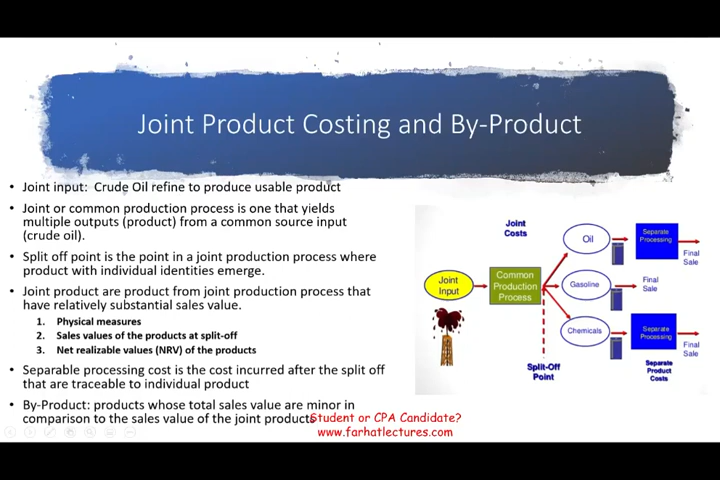 Joint Product Costing and By-Product
• Joint input:  Crude Oil refine to produce usable product
• Joint or common production process is one that yields
multiple outputs (product) from a common source input
(crude oil).
• Split off point is the point in a joint production process where
product with individual identities emerge.
• Joint product are product from joint production process that
have relatively substantial sales value.
1. Physical measures
2. Sales values of the products at split-off
3. Net realizable values (NRV) of the products
• Separable processing cost is the cost incurred after the split off
that are traceable to individual product
• By-Product: products whose total sales value are minor in
comparison to the sales value of the joint products
Joint
Costs
Joint
Input
Common
Production
Process
Oil
Separate
Processing
Final
Sale
Gasoline
Final
Sale
Chemicals
Separate
Processing
Final
Sale
Split-Off
Point
Separate
Product
Costs
Student or CPA Candidate?
www.farhatlectures.com